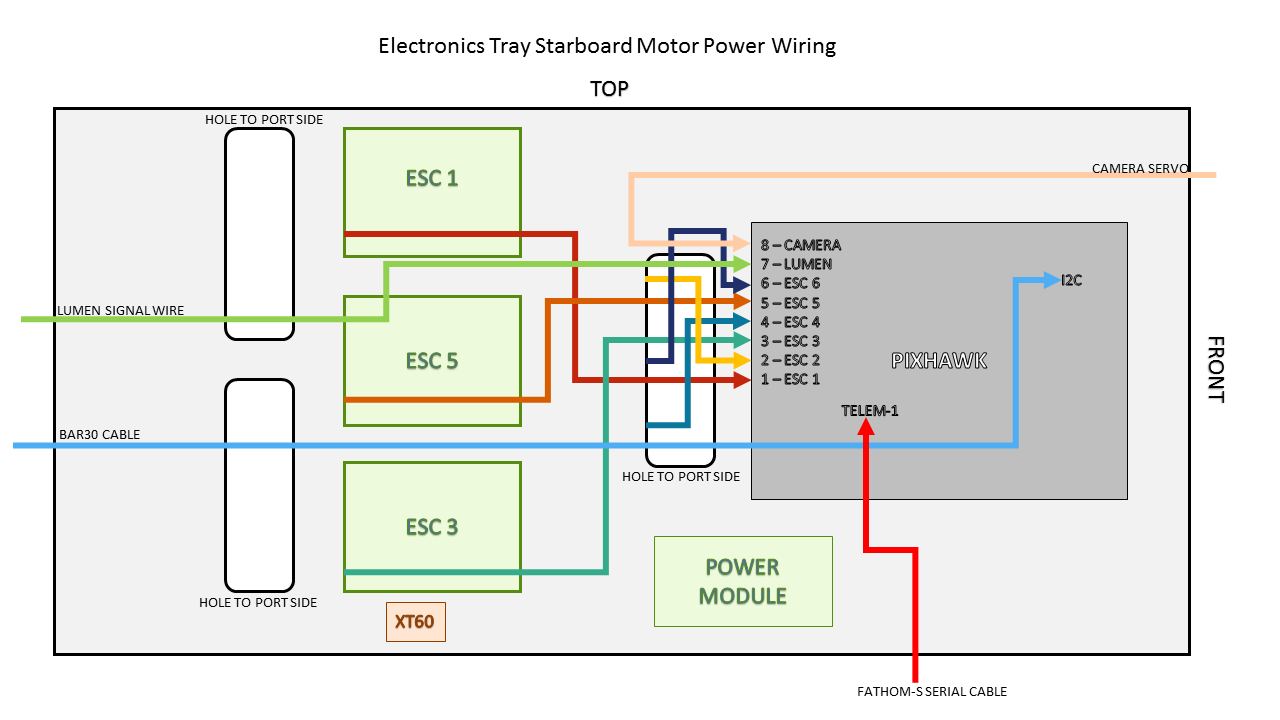 Electronics Tray Starboard Motor Power Wiring
TOP
HOLE TO PORT SIDE
ESC 1
CAMERA SERVO
8 – CAMERA
7 – LUMEN
6 – ESC 6
5 – ESC 5
4 – ESC 4
3 – ESC 3
2 – ESC 2
1 – ESC 1
I2C
LUMEN SIGNAL WIRE
ESC 5
PIXHAWK
FRONT
TELEM-1
BAR30 CABLE
HOLE TO PORT SIDE
ESC 3
POWER
MODULE
HOLE TO PORT SIDE
XT60
FATHOM-S SERIAL CABLE